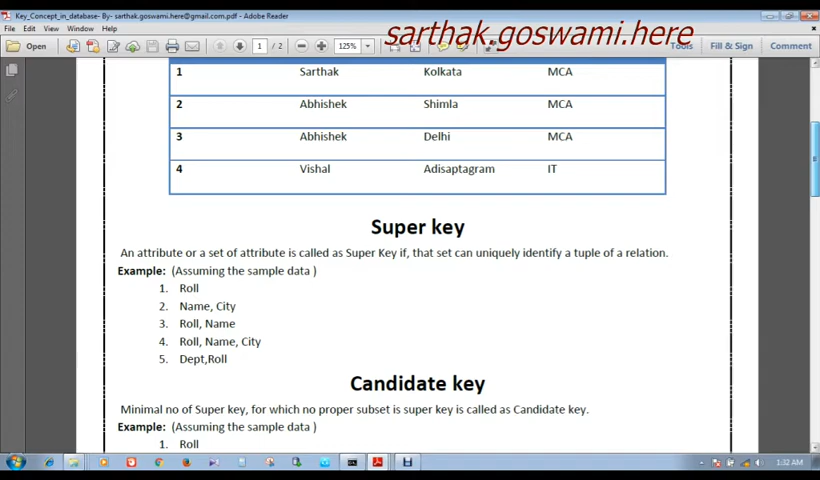 Key_Concept_in_database- By- sarthak.goswami.here@gmail.com.pdf - Adobe Reader
File Edit View Window Help
sarthak.goswami.here
Open 1 / 2 125% Tools Fill & Sign Comment
1 Sarthak Kolkata MCA
2 Abhishek Shimla MCA
3 Abhishek Delhi MCA
4 Vishal Adisaptagram IT
Super key
An attribute or a set of attribute is called as Super Key if, that set can uniquely identify a tuple of a relation.
Example: (Assuming the sample data )
1. Roll
2. Name, City
3. Roll, Name
4. Roll, Name, City
5. Dept,Roll
Candidate key
Minimal no of Super key, for which no proper subset is super key is called as Candidate key.
Example: (Assuming the sample data )
1. Roll
1:32 AM